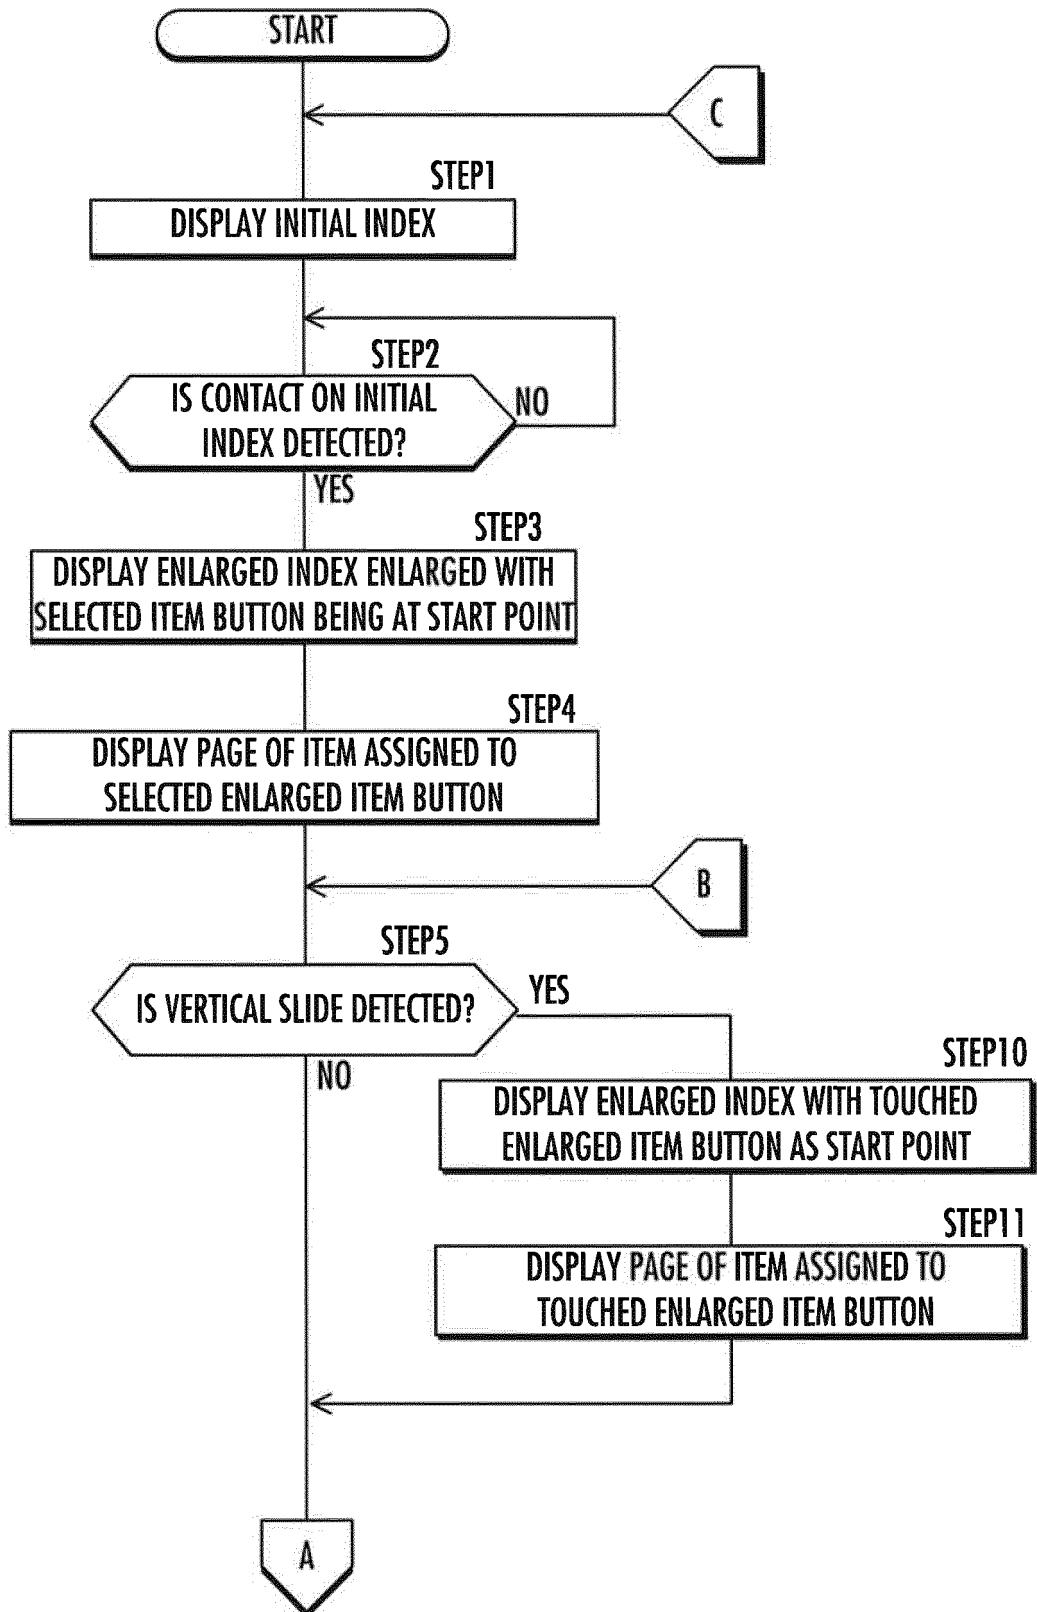 START
C
STEP1
DISPLAY INITIAL INDEX
STEP2
IS CONTACT ON INITIAL
INDEX DETECTED?
NO
YES
STEP3
DISPLAY ENLARGED INDEX ENLARGED WITH
SELECTED ITEM BUTTON BEING AT START POINT
STEP4
DISPLAY PAGE OF ITEM ASSIGNED TO
SELECTED ENLARGED ITEM BUTTON
B
STEP5
IS VERTICAL SLIDE DETECTED?
YES
NO
STEP10
DISPLAY ENLARGED INDEX WITH TOUCHED
ENLARGED ITEM BUTTON AS START POINT
STEP11
DISPLAY PAGE OF ITEM ASSIGNED TO
TOUCHED ENLARGED ITEM BUTTON
A